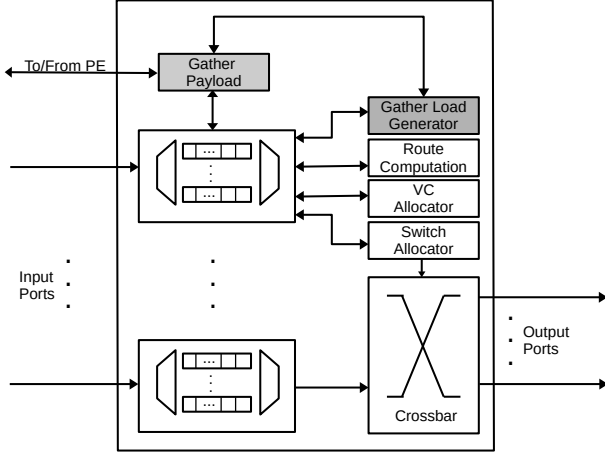 To/From PE
Gather
Payload
Gather Load
Generator
...
Route
Computation
...
VC
Allocator
Switch
Allocator
Input
Ports
Output
Ports
...
...
Crossbar